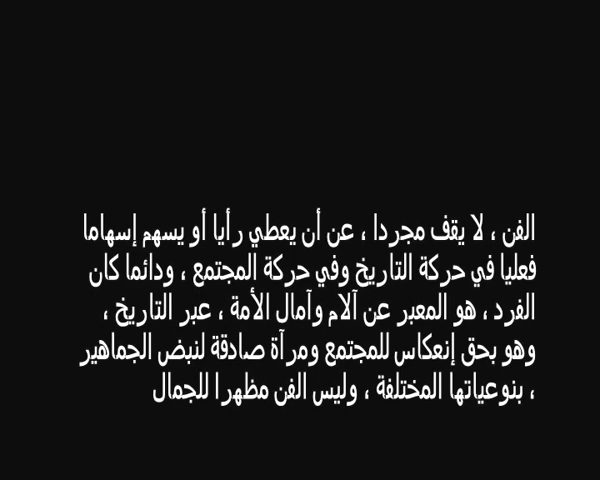 الفن ، لا يقف مجردا ، عن أن يعطي رأيا أو يسهم إسهاما
فعليا في حركة التاريخ وفي حركة المجتمع ، ودائما كان
الفرد ، هو المعبر عن آلام وآمال الأمة ، عبر التاريخ ،
وهو بحق إنعكاس للمجتمع ومرآة صادقة لنبض الجماهير
، بنوعياتها المختلفة ، وليس الفن مظهرا للجمال